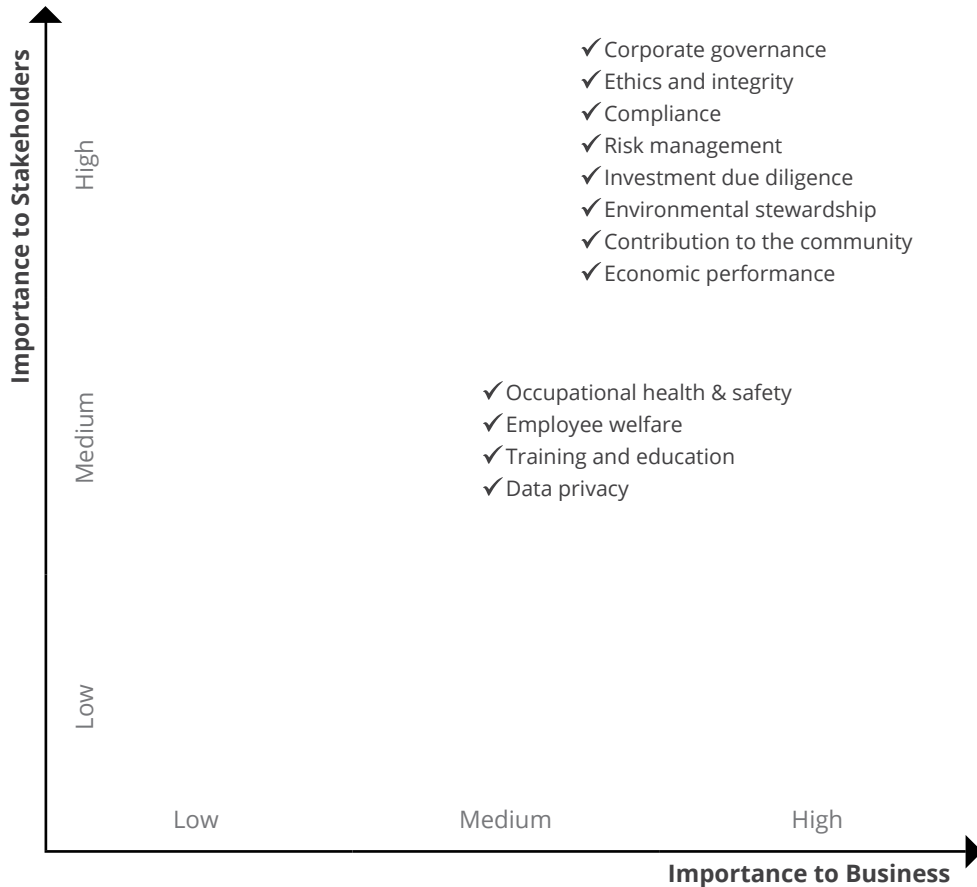 Importance to Stakeholders
High
Medium
Low
✓ Corporate governance
✓ Ethics and integrity
✓ Compliance
✓ Risk management
✓ Investment due diligence
✓ Environmental stewardship
✓ Contribution to the community
✓ Economic performance
✓ Occupational health & safety
✓ Employee welfare
✓ Training and education
✓ Data privacy
Low Medium High
Importance to Business